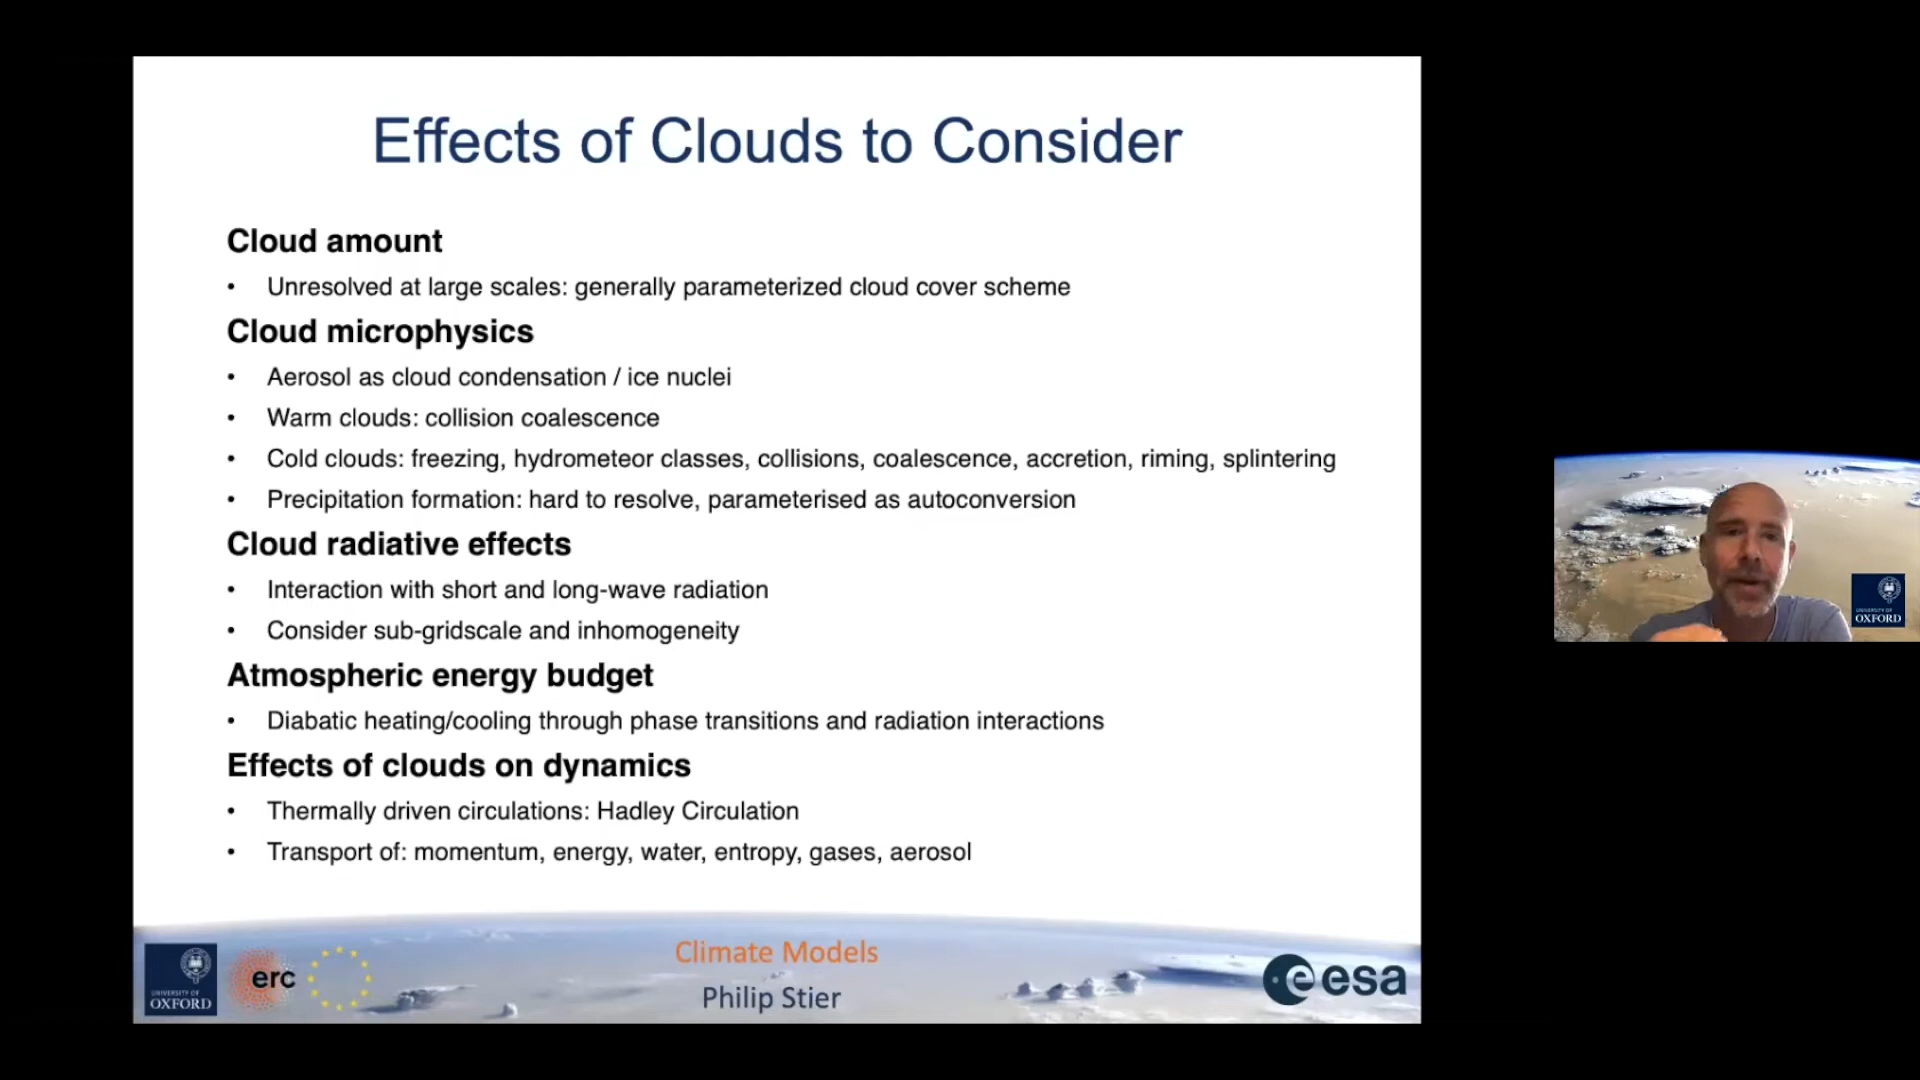 Effects of Clouds to Consider
Cloud amount
• Unresolved at large scales: generally parameterized cloud cover scheme
Cloud microphysics
• Aerosol as cloud condensation / ice nuclei
• Warm clouds: collision coalescence
• Cold clouds: freezing, hydrometeor classes, collisions, coalescence, accretion, riming, splintering
• Precipitation formation: hard to resolve, parameterised as autoconversion
Cloud radiative effects
• Interaction with short and long-wave radiation
• Consider sub-gridscale and inhomogeneity
Atmospheric energy budget
• Diabatic heating/cooling through phase transitions and radiation interactions
Effects of clouds on dynamics
• Thermally driven circulations: Hadley Circulation
• Transport of: momentum, energy, water, entropy, gases, aerosol
UNIVERSITY OF
OXFORD
erc
Climate Models
Philip Stier
esa
UNIVERSITY OF
OXFORD